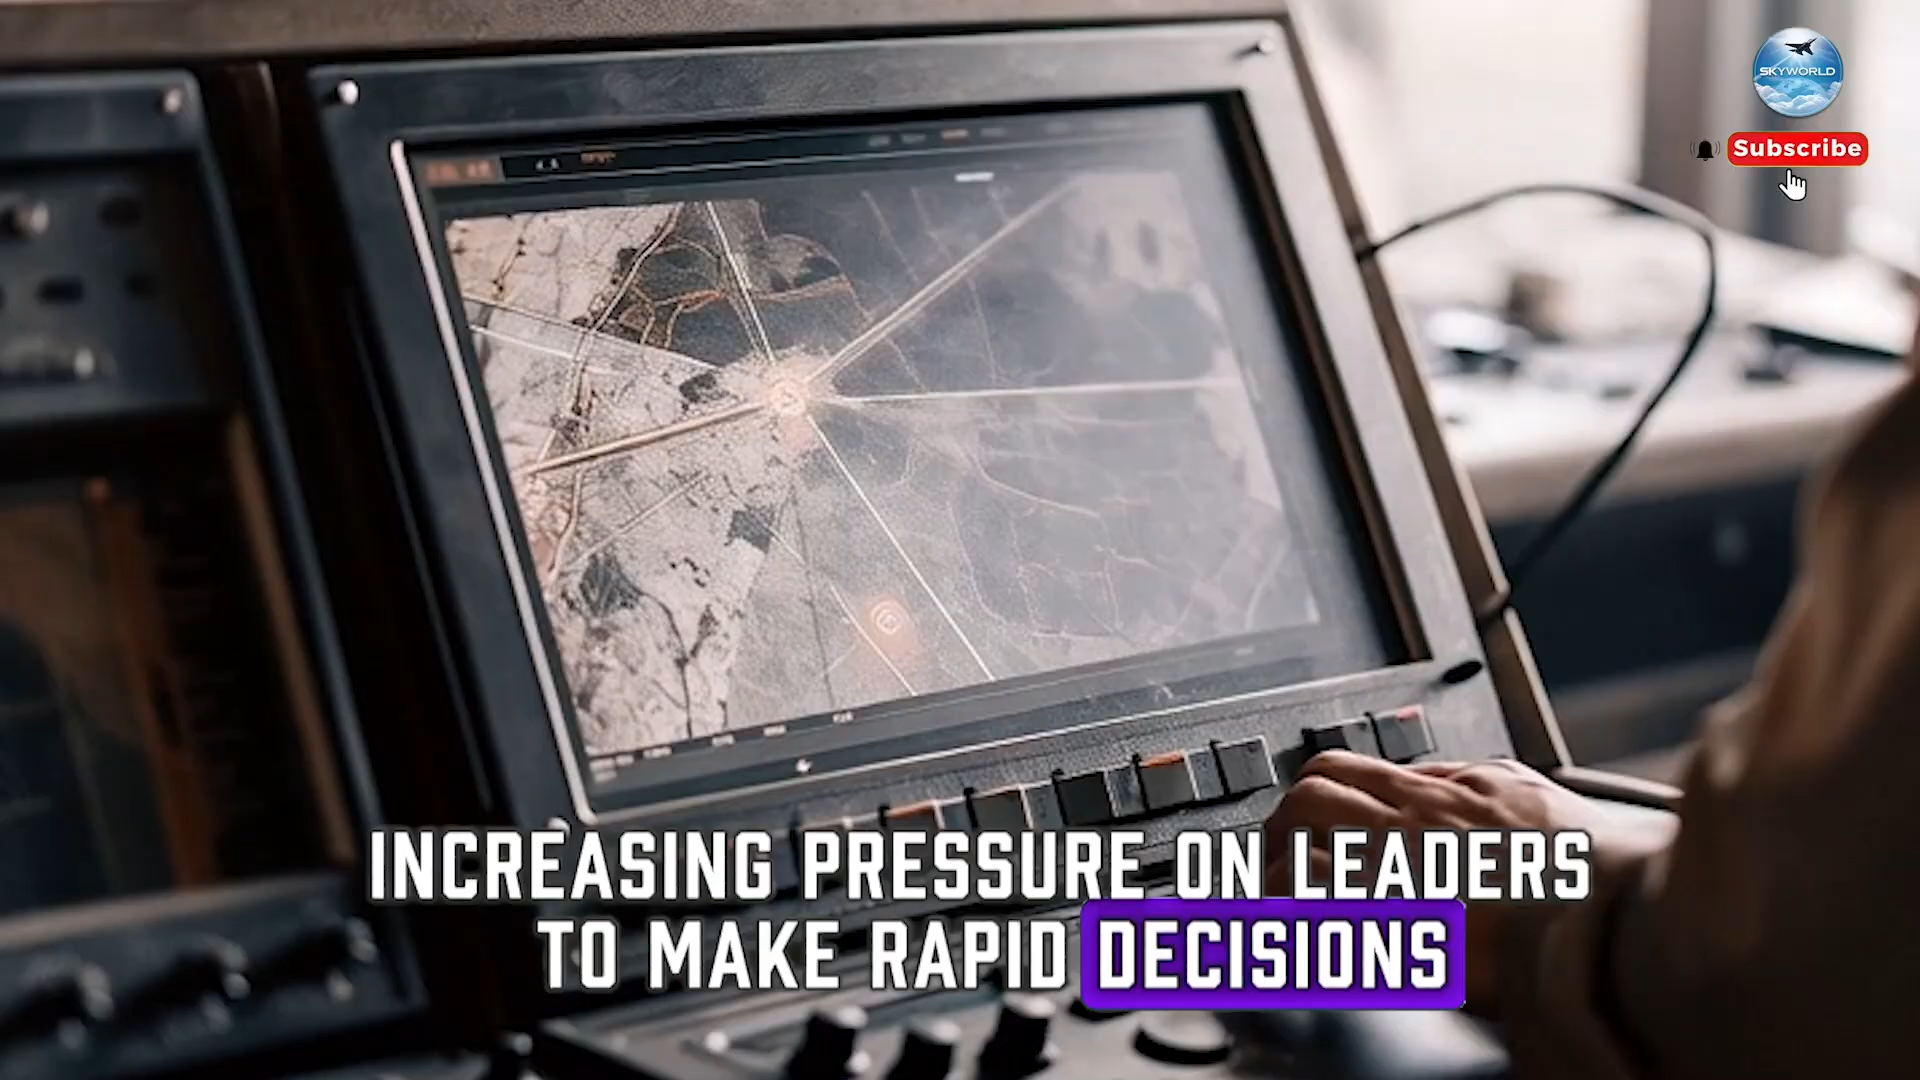 SKYWORLD
Subscribe
INCREASING PRESSURE ON LEADERS
TO MAKE RAPID DECISIONS